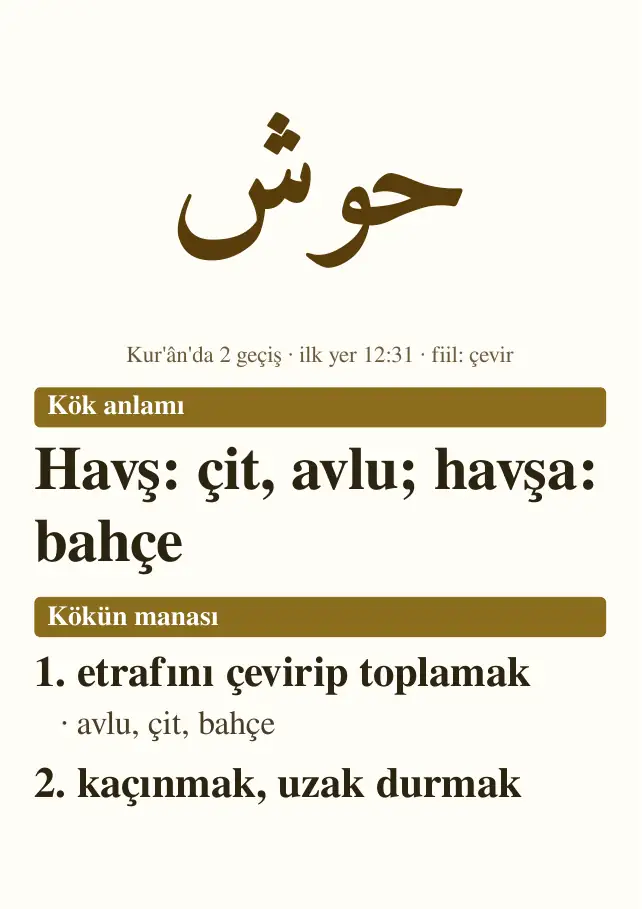 حوش
Kur'ân'da 2 geçiş · ilk yer 12:31 · fiil: çevir
Kök anlamı
Havş: çit, avlu; havşa:
bahçe
Kökün manası
1. etrafını çevirip toplamak
· avlu, çit, bahçe
2. kaçınmak, uzak durmak